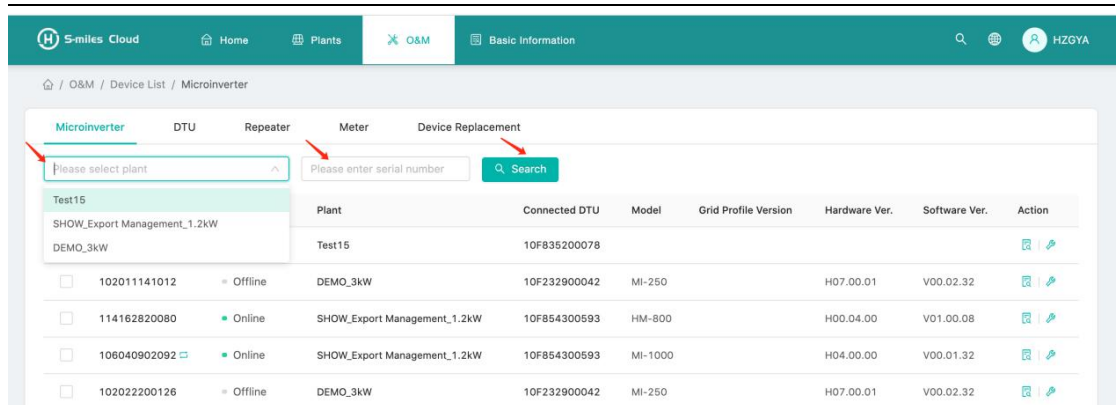 S-miles Cloud Home Plants O&M Basic Information HZGYA
/ O&M / Device List / Microinverter
Microinverter DTU Repeater Meter Device Replacement
Please select plant Please enter serial number Search
Test15
SHOW_Export Management_1.2kW
DEMO_3kW
Plant Connected DTU Model Grid Profile Version Hardware Ver. Software Ver. Action
Test15 10F835200078
102011141012 Offline DEMO_3kW 10F232900042 MI-250 H07.00.01 V00.02.32
114162820080 Online SHOW_Export Management_1.2kW 10F854300593 HM-800 H00.04.00 V01.00.08
106040902092 Online SHOW_Export Management_1.2kW 10F854300593 MI-1000 H04.00.00 V00.01.32
102022200126 Offline DEMO_3kW 10F232900042 MI-250 H07.00.01 V00.02.32